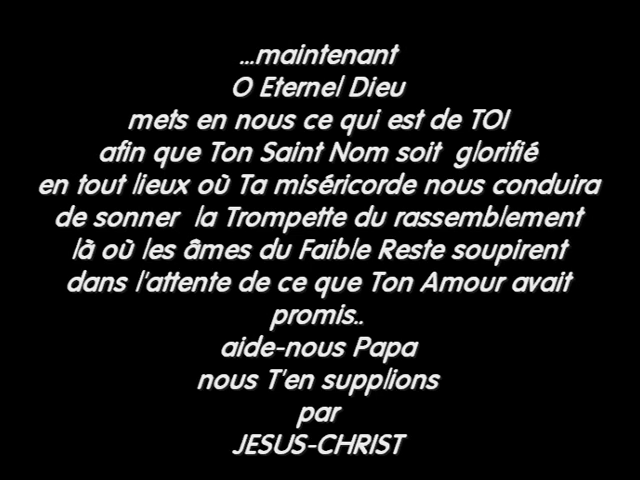 ...maintenant
O Eternel Dieu
mets en nous ce qui est de TOI
afin que Ton Saint Nom soit glorifié
en tout lieux où Ta miséricorde nous conduira
de sonner la Trompette du rassemblement
là où les âmes du Faible Reste soupirent
dans l'attente de ce que Ton Amour avait
promis..
aide-nous Papa
nous T'en supplions
par
JESUS-CHRIST